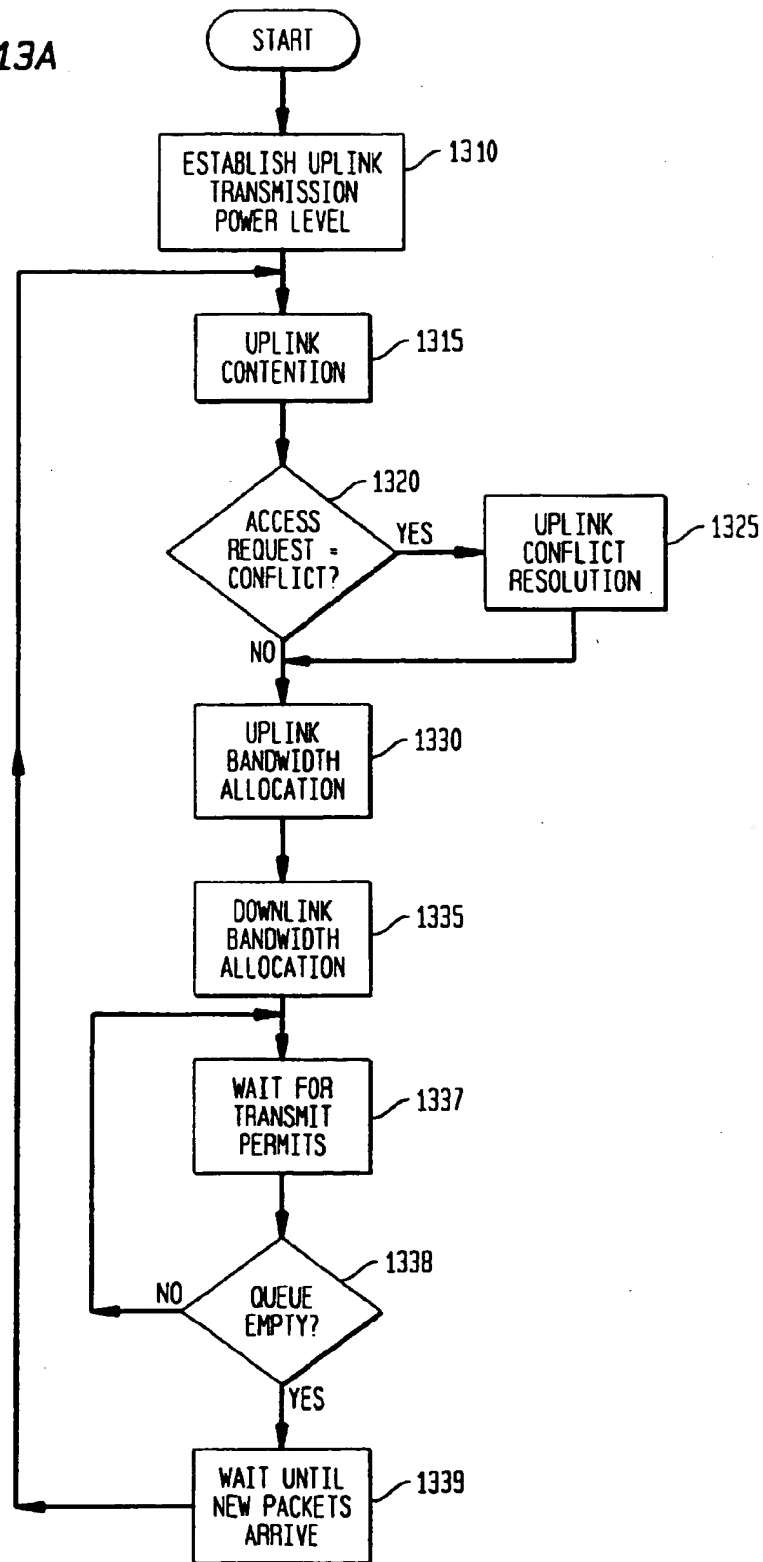 13A
START
ESTABLISH UPLINK
TRANSMISSION
POWER LEVEL
1310
UPLINK
CONTENTION
1315
1320
ACCESS
REQUEST =
CONFLICT?
YES
UPLINK
CONFLICT
RESOLUTION
1325
NO
UPLINK
BANDWIDTH
ALLOCATION
1330
DOWNLINK
BANDWIDTH
ALLOCATION
1335
WAIT FOR
TRANSMIT
PERMITS
1337
1338
NO
QUEUE
EMPTY?
YES
WAIT UNTIL
NEW PACKETS
ARRIVE
1339